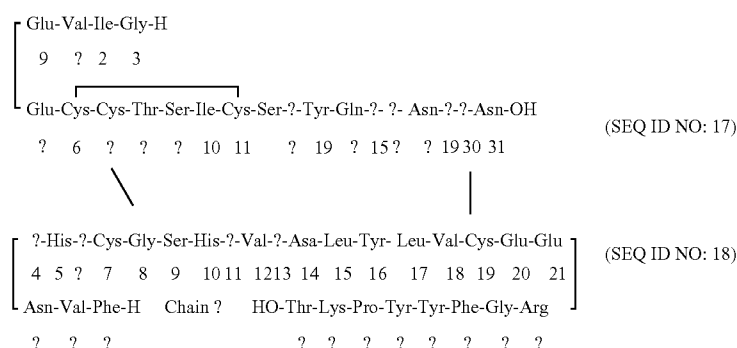 Glu-Val-Ile-Gly-H
9 ? 2 3
Glu-Cys-Cys-Thr-Ser-Ile-Cys-Ser-?-Tyr-Gln-?- ?- Asn-?-?-Asn-OH
(SEQ ID NO: 17)
? 6 ? ? ? 10 11 ? 19 ? 15 ? ? 19 30 31
?-His-?-Cys-Gly-Ser-His-?-Val-?-Asa-Leu-Tyr- Leu-Val-Cys-Glu-Glu
(SEQ ID NO: 18)
4 5 ? 7 8 9 10 11 12 13 14 15 16 17 18 19 20 21
Asn-Val-Phe-H Chain ? HO-Thr-Lys-Pro-Tyr-Tyr-Phe-Gly-Arg
? ? ? ? ? ? ? ? ? ? ?